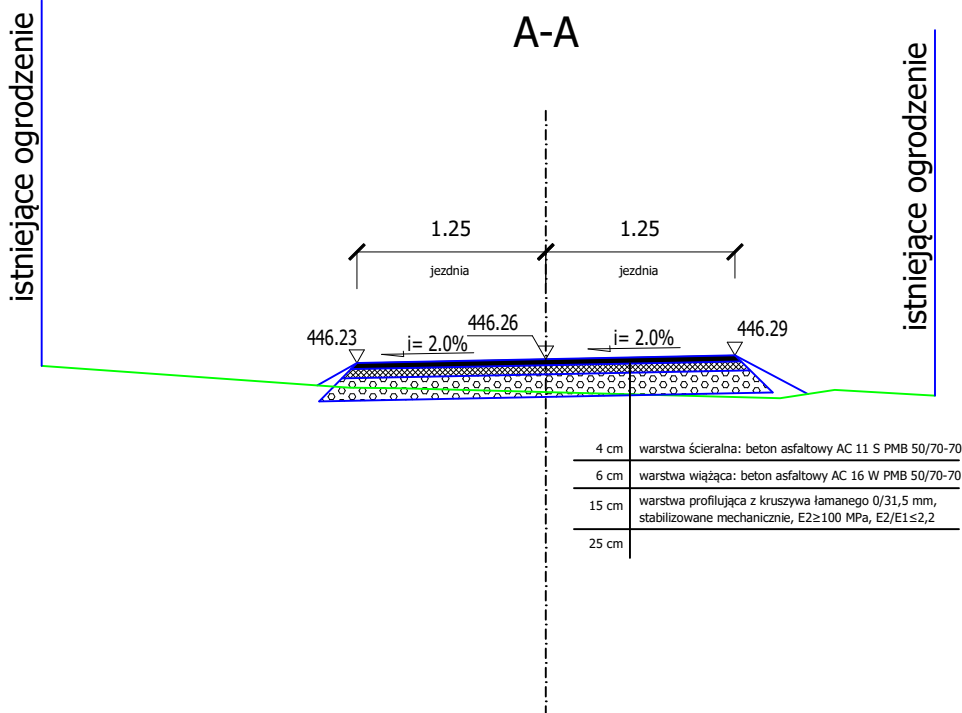 A-A
istniejące ogrodzenie
istniejące ogrodzenie
1.25
1.25
jezdnia
jezdnia
446.23
i= 2.0%
446.26
i= 2.0%
446.29
4 cm warstwa ścieralna: beton asfaltowy AC 11 S PMB 50/70-70
6 cm warstwa wiążąca: beton asfaltowy AC 16 W PMB 50/70-70
15 cm warstwa profilująca z kruszywa łamanego 0/31,5 mm,
stabilizowane mechanicznie, E2≥100 MPa, E2/E1≤2,2
25 cm